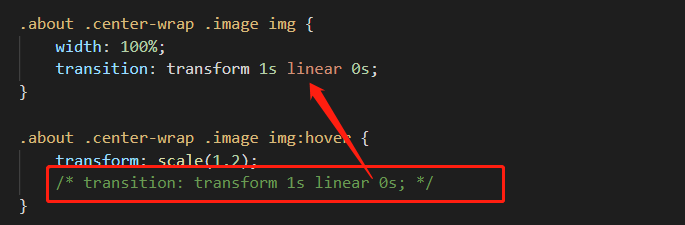 .about .center-wrap .image img {
width: 100%;
transition: transform 1s linear 0s;
}
.about .center-wrap .image img:hover {
transform: scale(1.2);
/* transition: transform 1s linear 0s; */
}